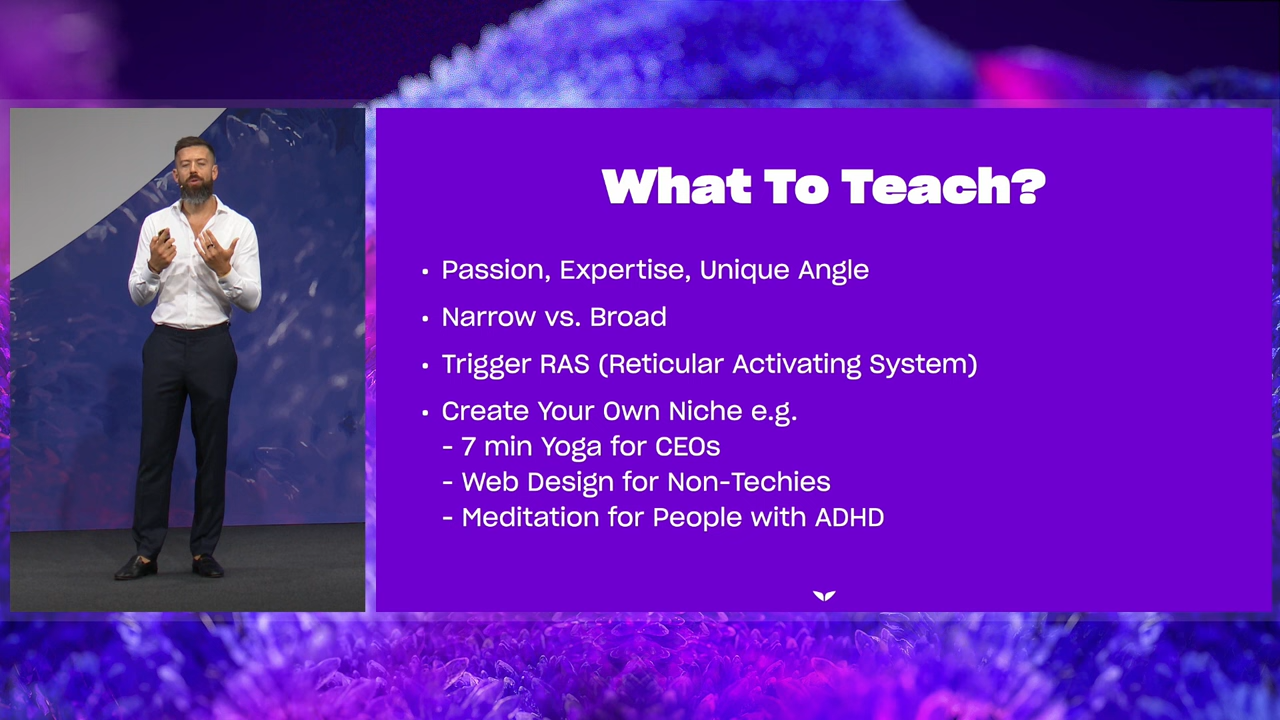 What To Teach?
• Passion, Expertise, Unique Angle
• Narrow vs. Broad
• Trigger RAS (Reticular Activating System)
• Create Your Own Niche e.g.
- 7 min Yoga for CEOs
- Web Design for Non-Techies
- Meditation for People with ADHD